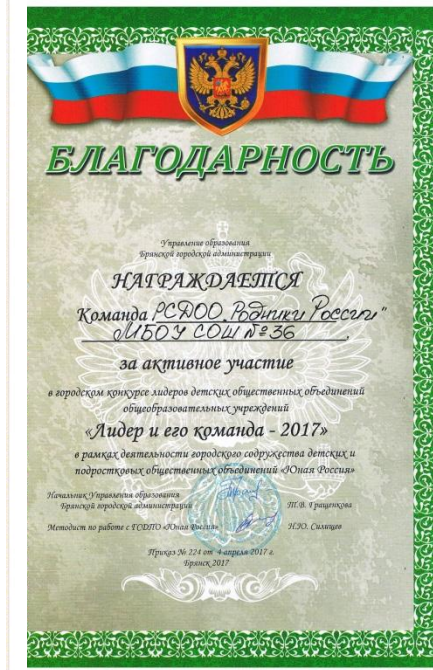 БЛАГОДАРНОСТЬ
Управление образования
Брянской городской администрации
НАГРАЖДАЕТСЯ
Команда РСДОО „Родники России"
МБОУ СОШ №36
за активное участие
в городском конкурсе лидеров детских общественных объединений
общеобразовательных учреждений
«Лидер и его команда - 2017»
в рамках деятельности городского содружества детских и
подростковых общественных объединений «Юная Россия»
Начальник Управления образования
Брянской городской администрации Т.В. Гращенкова
Методист по работе с ГСДПО «Юная Россия» Н.Ю. Силищев
Приказ № 224 от 4 апреля 2017 г.
Брянск 2017